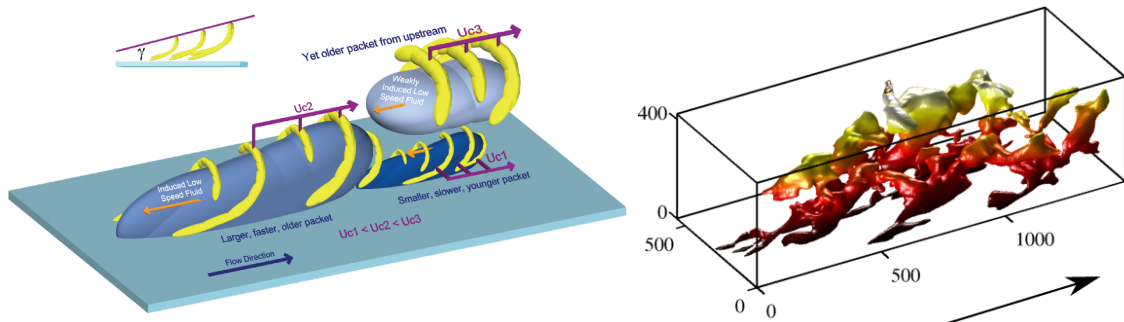 γ
Yet older packet from upstream
Uc3
Weakly
Induced Low
Speed Fluid
Uc2
Induced Low
Speed Fluid
Uc1
Smaller, slower, younger packet
Larger, faster, older packet
Uc1 < Uc2 < Uc3
Flow Direction
400
0
500
0
0
500
1000